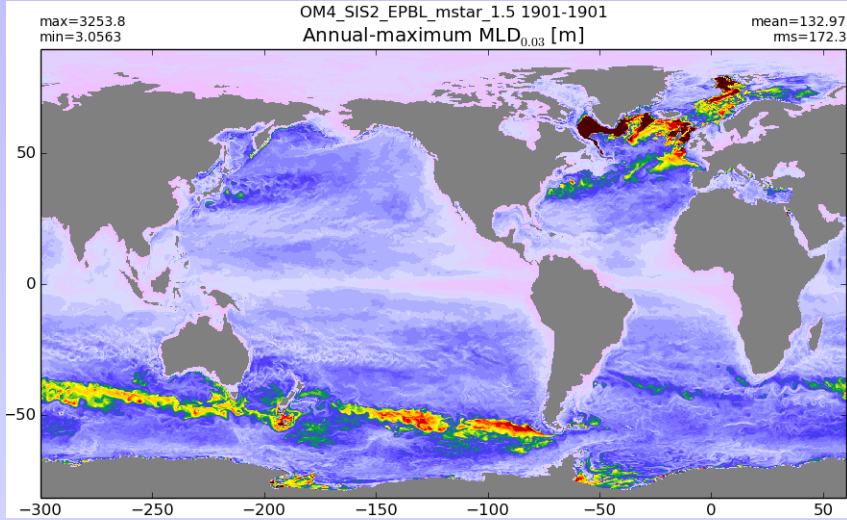 OM4_SIS2_EPBL_mstar_1.5 1901-1901
max=3253.8
min=3.0563
Annual-maximum MLD0.03 [m]
mean=132.97
rms=172.3
50
0
−50
−300
−250
−200
−150
−100
−50
0
50